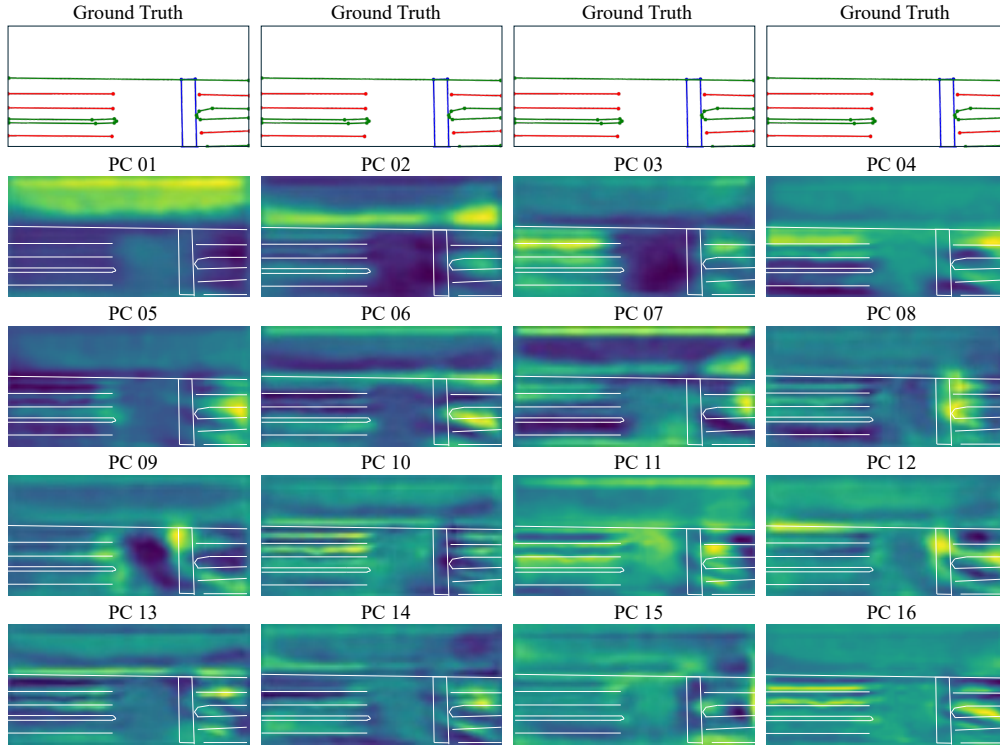 Ground Truth Ground Truth Ground Truth Ground Truth
PC 01 PC 02 PC 03 PC 04
PC 05 PC 06 PC 07 PC 08
PC 09 PC 10 PC 11 PC 12
PC 13 PC 14 PC 15 PC 16